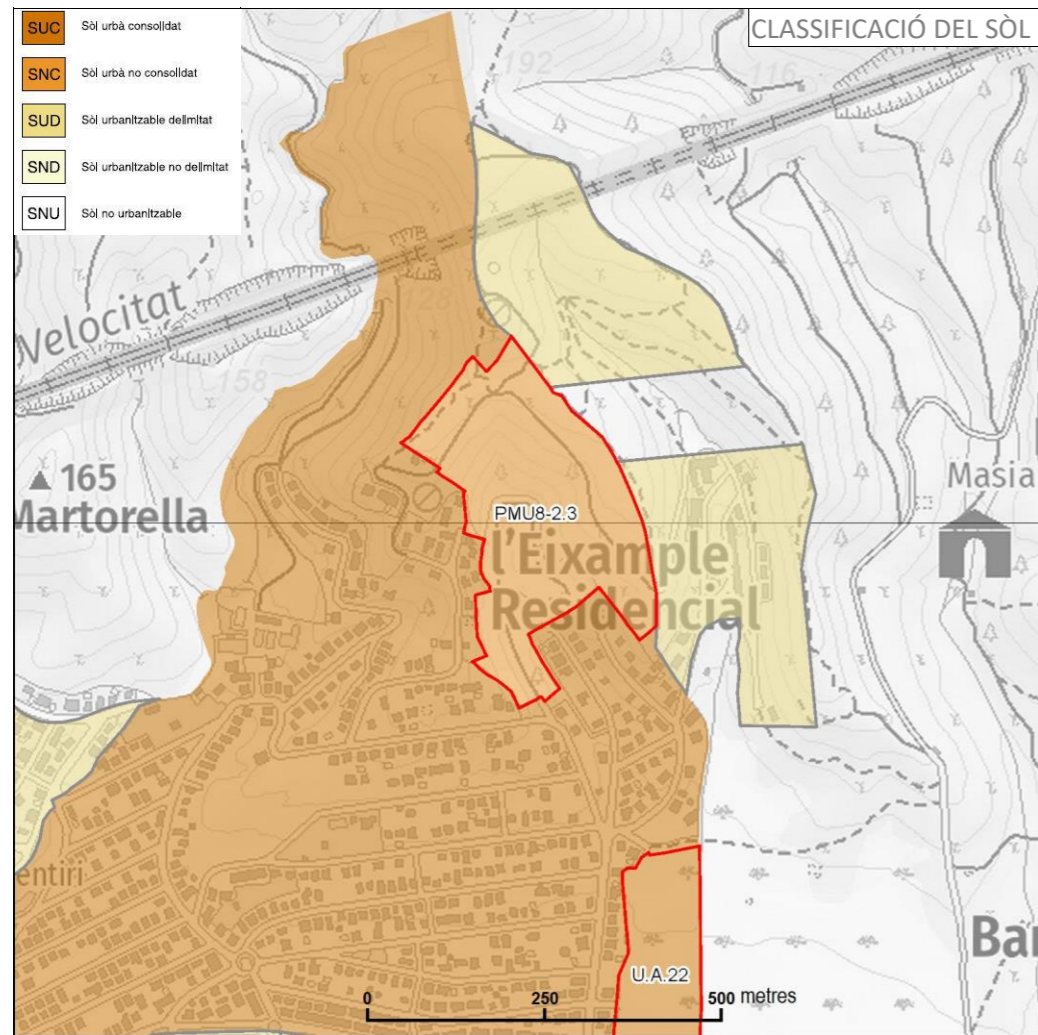 CLASSIFICACIÓ DEL SÒL
SUC Sòl urbà consolidat
SNC Sòl urbà no consolidat
SUD Sòl urbanitzable delimitat
SND Sòl urbanitzable no delimitat
SNU Sòl no urbanitzable
192
116
Velocitat
128
158
165
Martorella
Masia
PMU8-2.3
l'Eixample
Residencial
entiri
Bar
U.A.22
0 250 500 metres